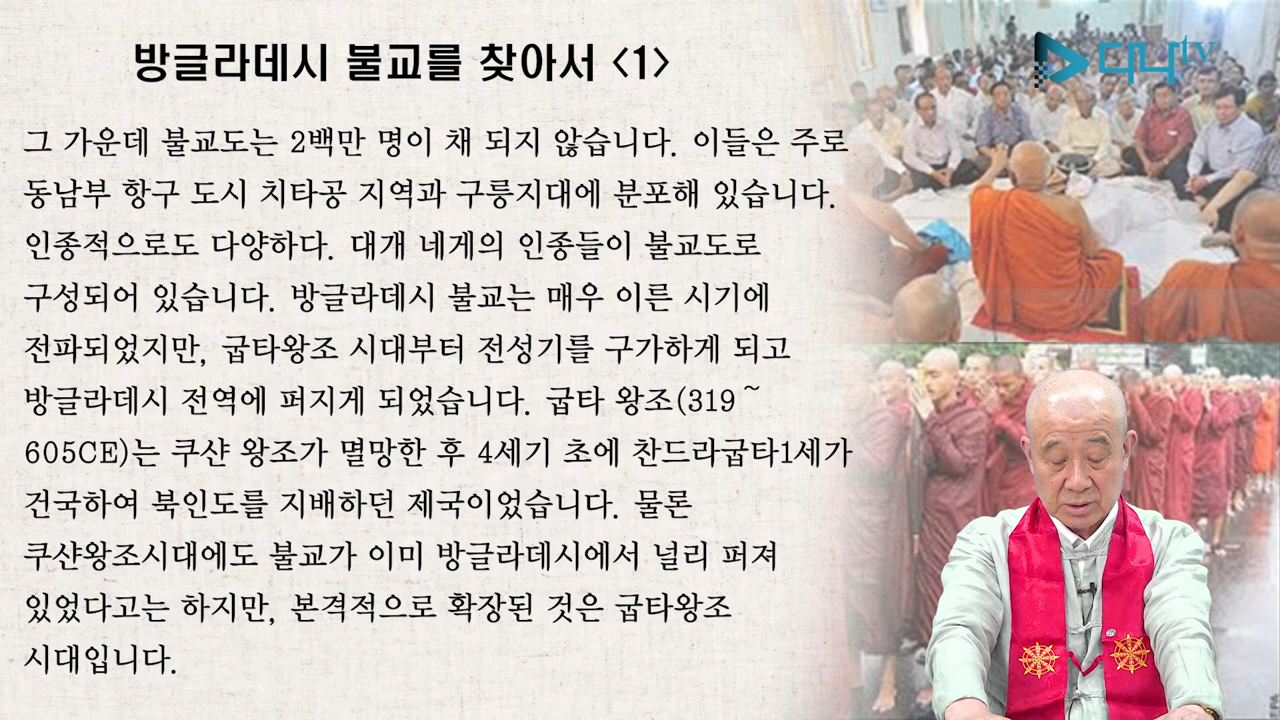 방글라데시 불교를 찾아서 <1>
다나tv
그 가운데 불교도는 2백만 명이 채 되지 않습니다. 이들은 주로
동남부 항구 도시 치타공 지역과 구릉지대에 분포해 있습니다.
인종적으로도 다양하다. 대개 네게의 인종들이 불교도로
구성되어 있습니다. 방글라데시 불교는 매우 이른 시기에
전파되었지만, 굽타왕조 시대부터 전성기를 구가하게 되고
방글라데시 전역에 퍼지게 되었습니다. 굽타 왕조(319~
605CE)는 쿠샨 왕조가 멸망한 후 4세기 초에 찬드라굽타1세가
건국하여 북인도를 지배하던 제국이었습니다. 물론
쿠샨왕조시대에도 불교가 이미 방글라데시에서 널리 퍼져
있었다고는 하지만, 본격적으로 확장된 것은 굽타왕조
시대입니다.